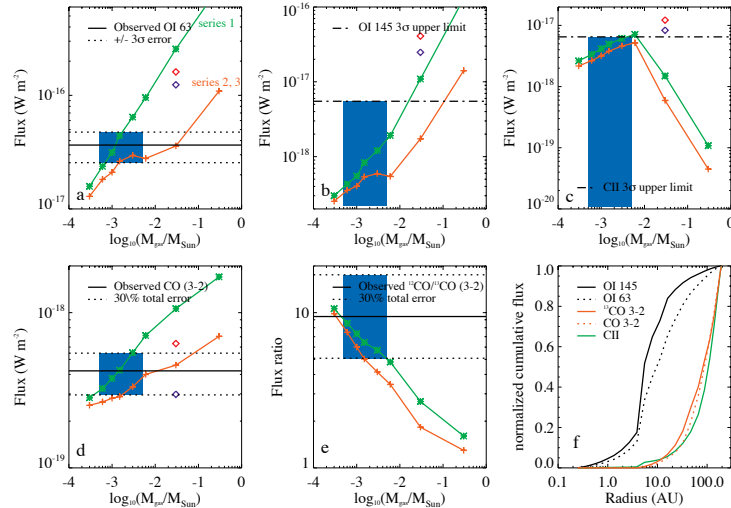 Observed OI 63
+/- 3σ error
series 1
series 2, 3
a
Flux (W m⁻²)
10⁻¹⁶
10⁻¹⁷
-4 -3 -2 -1 0
log₁₀(M_gas/M_Sun)
OI 145 3σ upper limit
b
Flux (W m⁻²)
10⁻¹⁶
10⁻¹⁷
10⁻¹⁸
-4 -3 -2 -1 0
log₁₀(M_gas/M_Sun)
CII 3σ upper limit
c
Flux (W m⁻²)
10⁻¹⁷
10⁻¹⁸
10⁻¹⁹
10⁻²⁰
-4 -3 -2 -1 0
log₁₀(M_gas/M_Sun)
Observed CO (3-2)
30\% total error
d
Flux (W m⁻²)
10⁻¹⁸
10⁻¹⁹
-4 -3 -2 -1 0
log₁₀(M_gas/M_Sun)
Observed ¹²CO/¹³CO (3-2)
30\% total error
e
Flux ratio
10
1
-4 -3 -2 -1 0
log₁₀(M_gas/M_Sun)
OI 145
OI 63
¹³CO 3-2
CO 3-2
CII
f
normalized cumulative flux
1.0
0.8
0.6
0.4
0.2
0.0
0.1 1.0 10.0 100.0
Radius (AU)